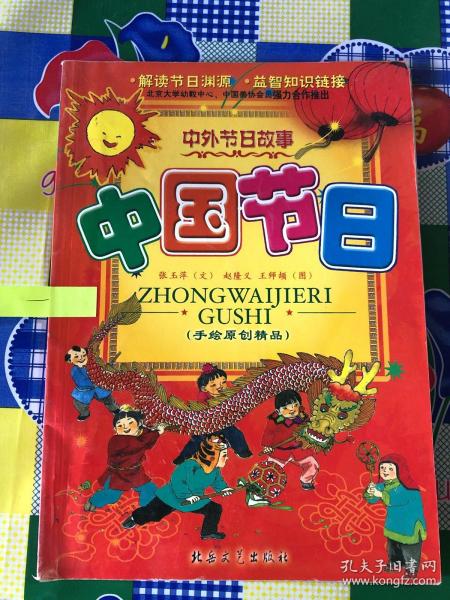 ·解读节日渊源 ·益智知识链接
北京大学幼教中心、中国婴协会员强力合作推出
中外节日故事
中国节日
张玉萍（文） 赵隆义 王师颉（图）
ZHONGWAIJIERI
GUSHI
（手绘原创精品）
北岳文艺出版社
孔夫子旧书网
www.kongfz.com